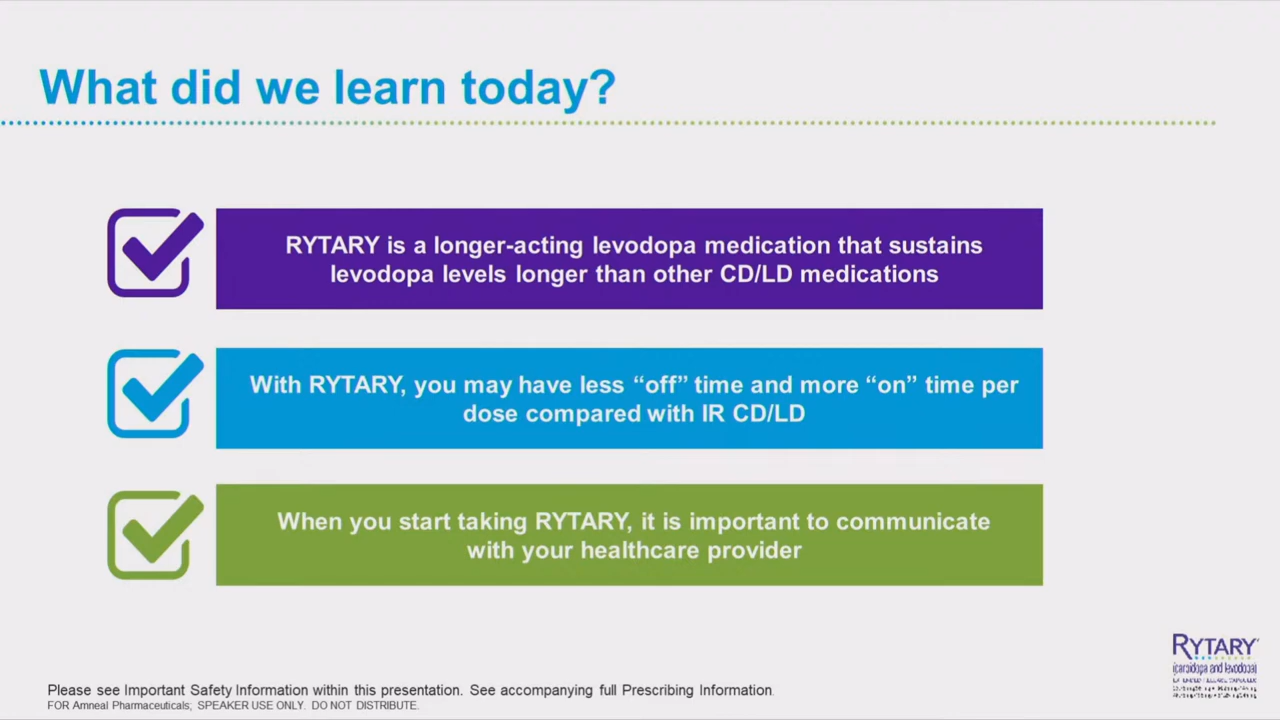 What did we learn today?
RYTARY is a longer-acting levodopa medication that sustains
levodopa levels longer than other CD/LD medications
With RYTARY, you may have less “off” time and more “on” time per
dose compared with IR CD/LD
When you start taking RYTARY, it is important to communicate
with your healthcare provider
RYTARY
(carbidopa and levodopa)
Please see Important Safety Information within this presentation. See accompanying full Prescribing Information
FOR Amneal Pharmaceuticals; SPEAKER USE ONLY. DO NOT DISTRIBUTE.